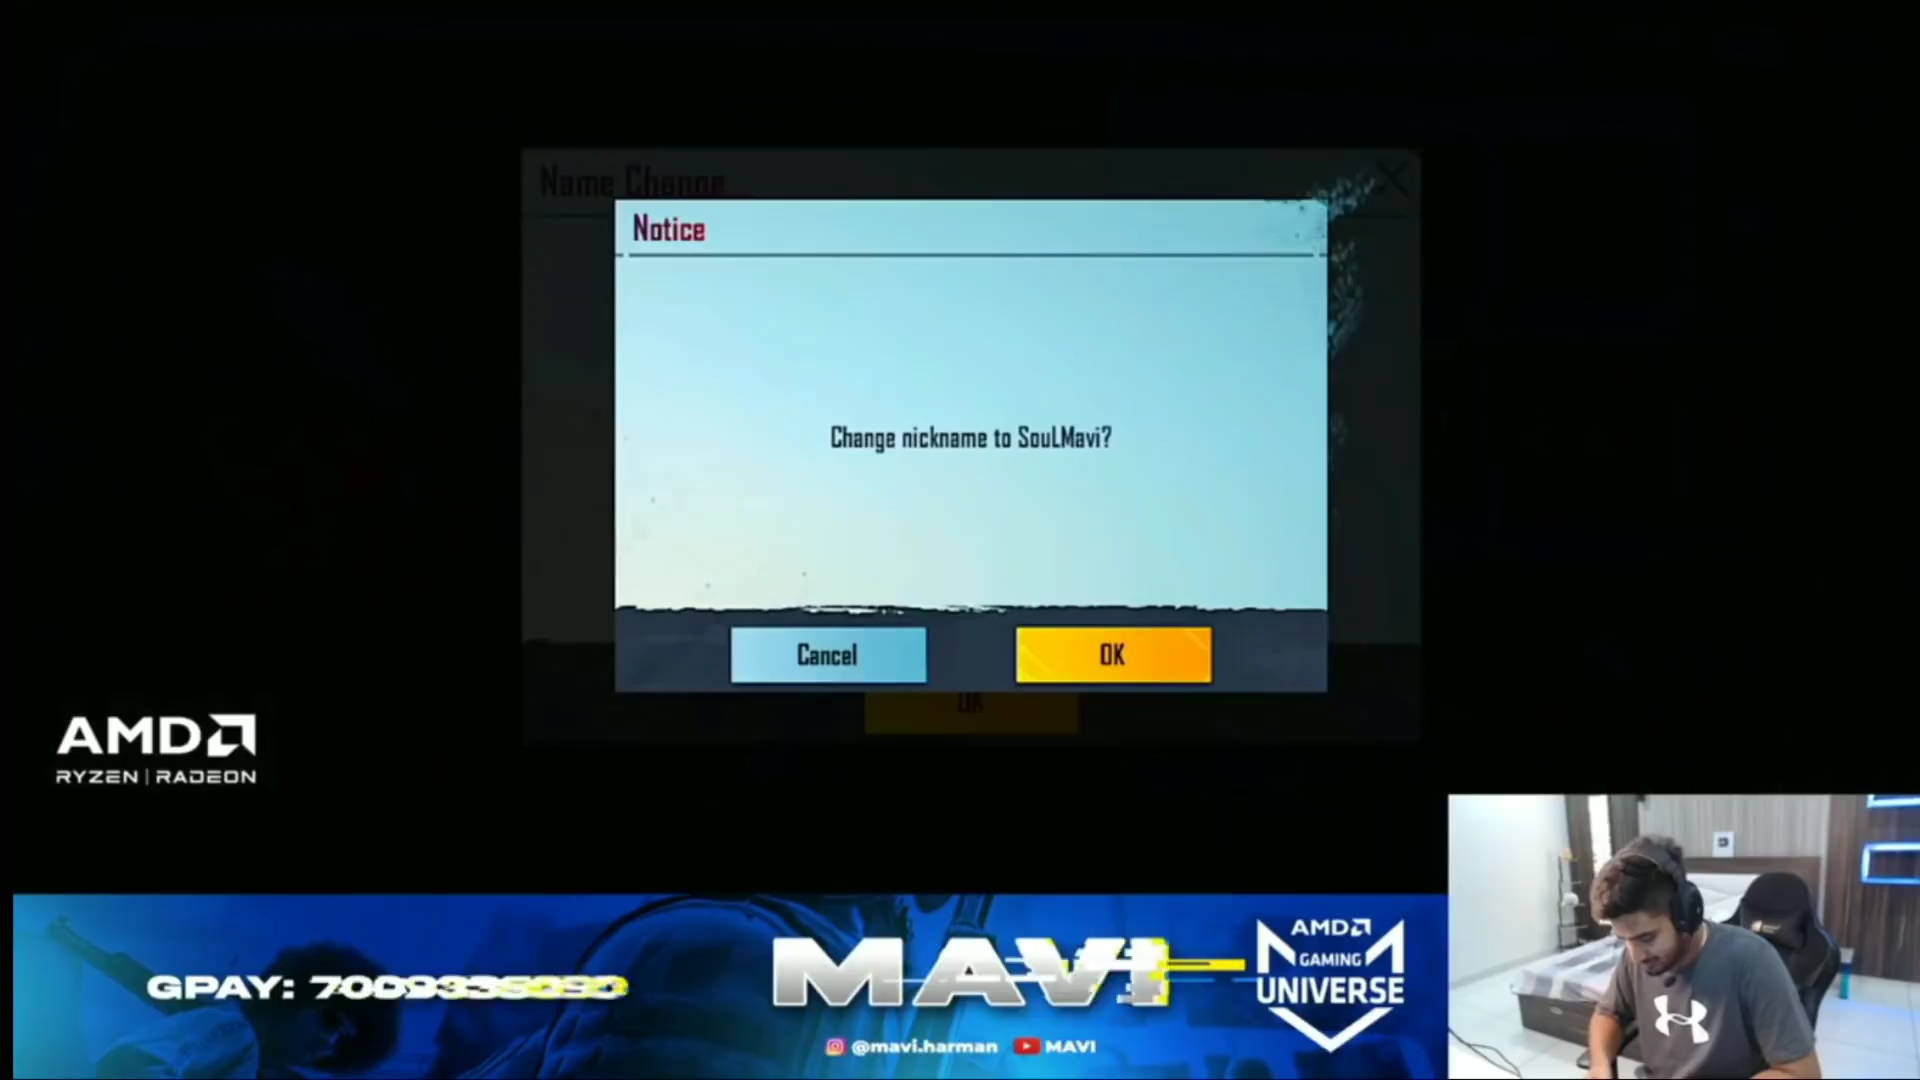 Name Change
Notice
Change nickname to SouLMavi?
Cancel
OK
OK
AMD
RYZEN | RADEON
GPAY:
MAVI
@mavi.harman
MAVI
AMD
GAMING
UNIVERSE